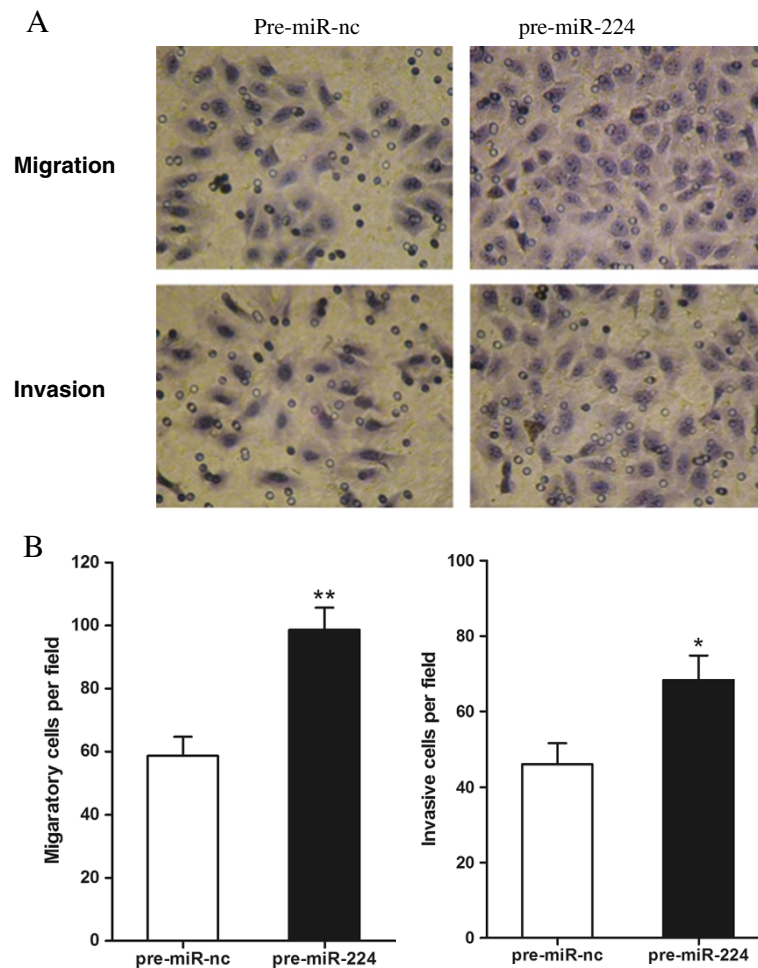 A
Pre-miR-nc
pre-miR-224
Migration
Invasion
B
120
100
80
60
40
20
0
Migaratory cells per field
**
pre-miR-nc
pre-miR-224
100
80
60
40
20
0
Invasive cells per field
*
pre-miR-nc
pre-miR-224